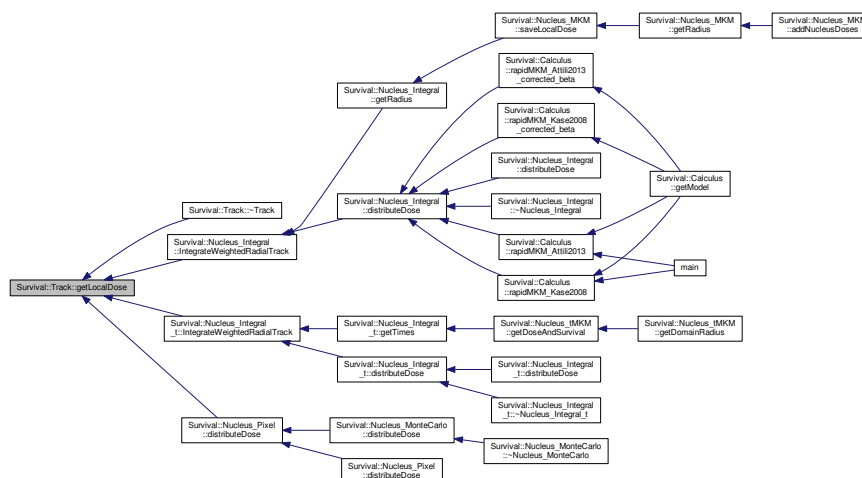 Survival::Nucleus_MKM
::saveLocalDose
Survival::Nucleus_MKM
::getRadius
Survival::Nucleus_MKM
::addNucleusDoses
Survival::Calculus
::rapidMKM_Attili2013
_corrected_beta
Survival::Nucleus_Integral
::getRadius
Survival::Calculus
::rapidMKM_Kase2008
_corrected_beta
Survival::Nucleus_Integral
::distributeDose
Survival::Calculus
::getModel
Survival::Track::~Track
Survival::Nucleus_Integral
::distributeDose
Survival::Nucleus_Integral
::~Nucleus_Integral
Survival::Nucleus_Integral
::IntegrateWeightedRadialTrack
Survival::Calculus
::rapidMKM_Attili2013
main
Survival::Track::getLocalDose
Survival::Calculus
::rapidMKM_Kase2008
Survival::Nucleus_Integral
_t::IntegrateWeightedRadialTrack
Survival::Nucleus_Integral
_t::getTimes
Survival::Nucleus_tMKM
::getDoseAndSurvival
Survival::Nucleus_tMKM
::getDomainRadius
Survival::Nucleus_Integral
_t::distributeDose
Survival::Nucleus_Integral
_t::distributeDose
Survival::Nucleus_Integral
_t::~Nucleus_Integral_t
Survival::Nucleus_Pixel
::distributeDose
Survival::Nucleus_MonteCarlo
::distributeDose
Survival::Nucleus_MonteCarlo
::~Nucleus_MonteCarlo
Survival::Nucleus_Pixel
::distributeDose